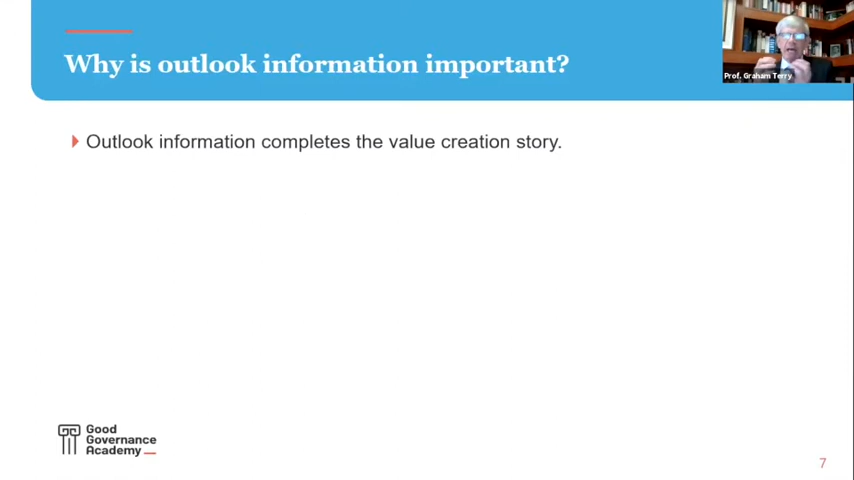 Why is outlook information important?
Prof. Graham Terry
Outlook information completes the value creation story.
Good
Governance
Academy
7